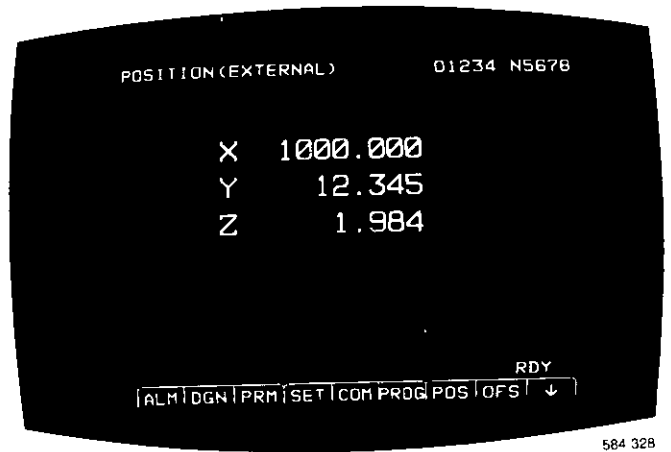 POSITION(EXTERNAL) O1234 N5678
X 1000.000
Y 12.345
Z 1.984
RDY
ALM DGN PRM SET COM PROG POS OFS ↓
584 328